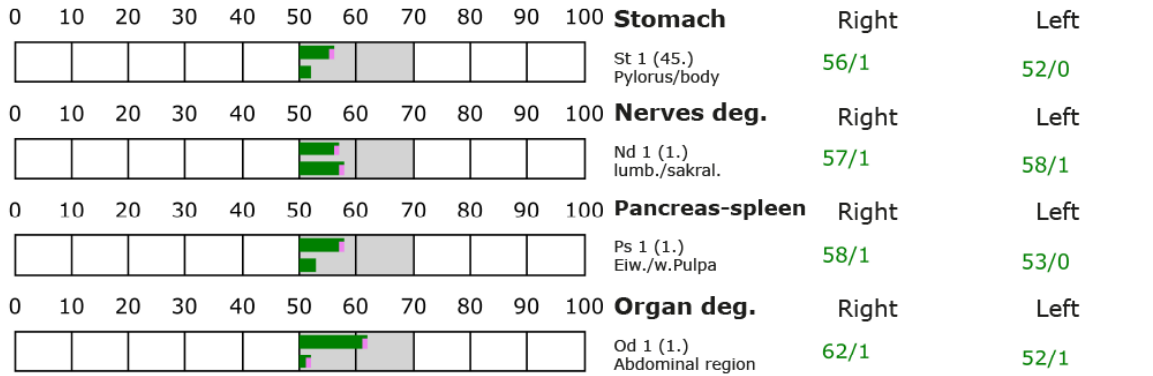 0 10 20 30 40 50 60 70 80 90 100 Stomach Right Left
St 1 (45.) 56/1 52/0
Pylorus/body
0 10 20 30 40 50 60 70 80 90 100 Nerves deg. Right Left
Nd 1 (1.) 57/1 58/1
lumb./sakral.
0 10 20 30 40 50 60 70 80 90 100 Pancreas-spleen Right Left
Ps 1 (1.) 58/1 53/0
Eiw./w.Pulpa
0 10 20 30 40 50 60 70 80 90 100 Organ deg. Right Left
Od 1 (1.) 62/1 52/1
Abdominal region